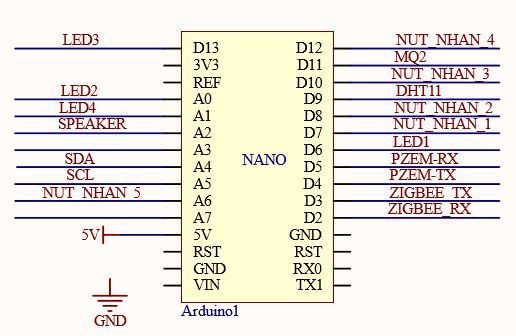 LED3 D13 D12 NUT_NHAN_4
3V3 D11 MQ2
REF D10 NUT_NHAN_3
LED2 A0 D9 DHT11
LED4 A1 D8 NUT_NHAN_2
SPEAKER A2 D7 NUT_NHAN_1
A3 D6 LED1
SDA A4 NANO D5 PZEM-RX
SCL A5 D4 PZEM-TX
NUT_NHAN_5 A6 D3 ZIGBEE_TX
A7 D2 ZIGBEE_RX
5V 5V GND
RST RST
GND RX0
VIN TX1
GND
Arduino1